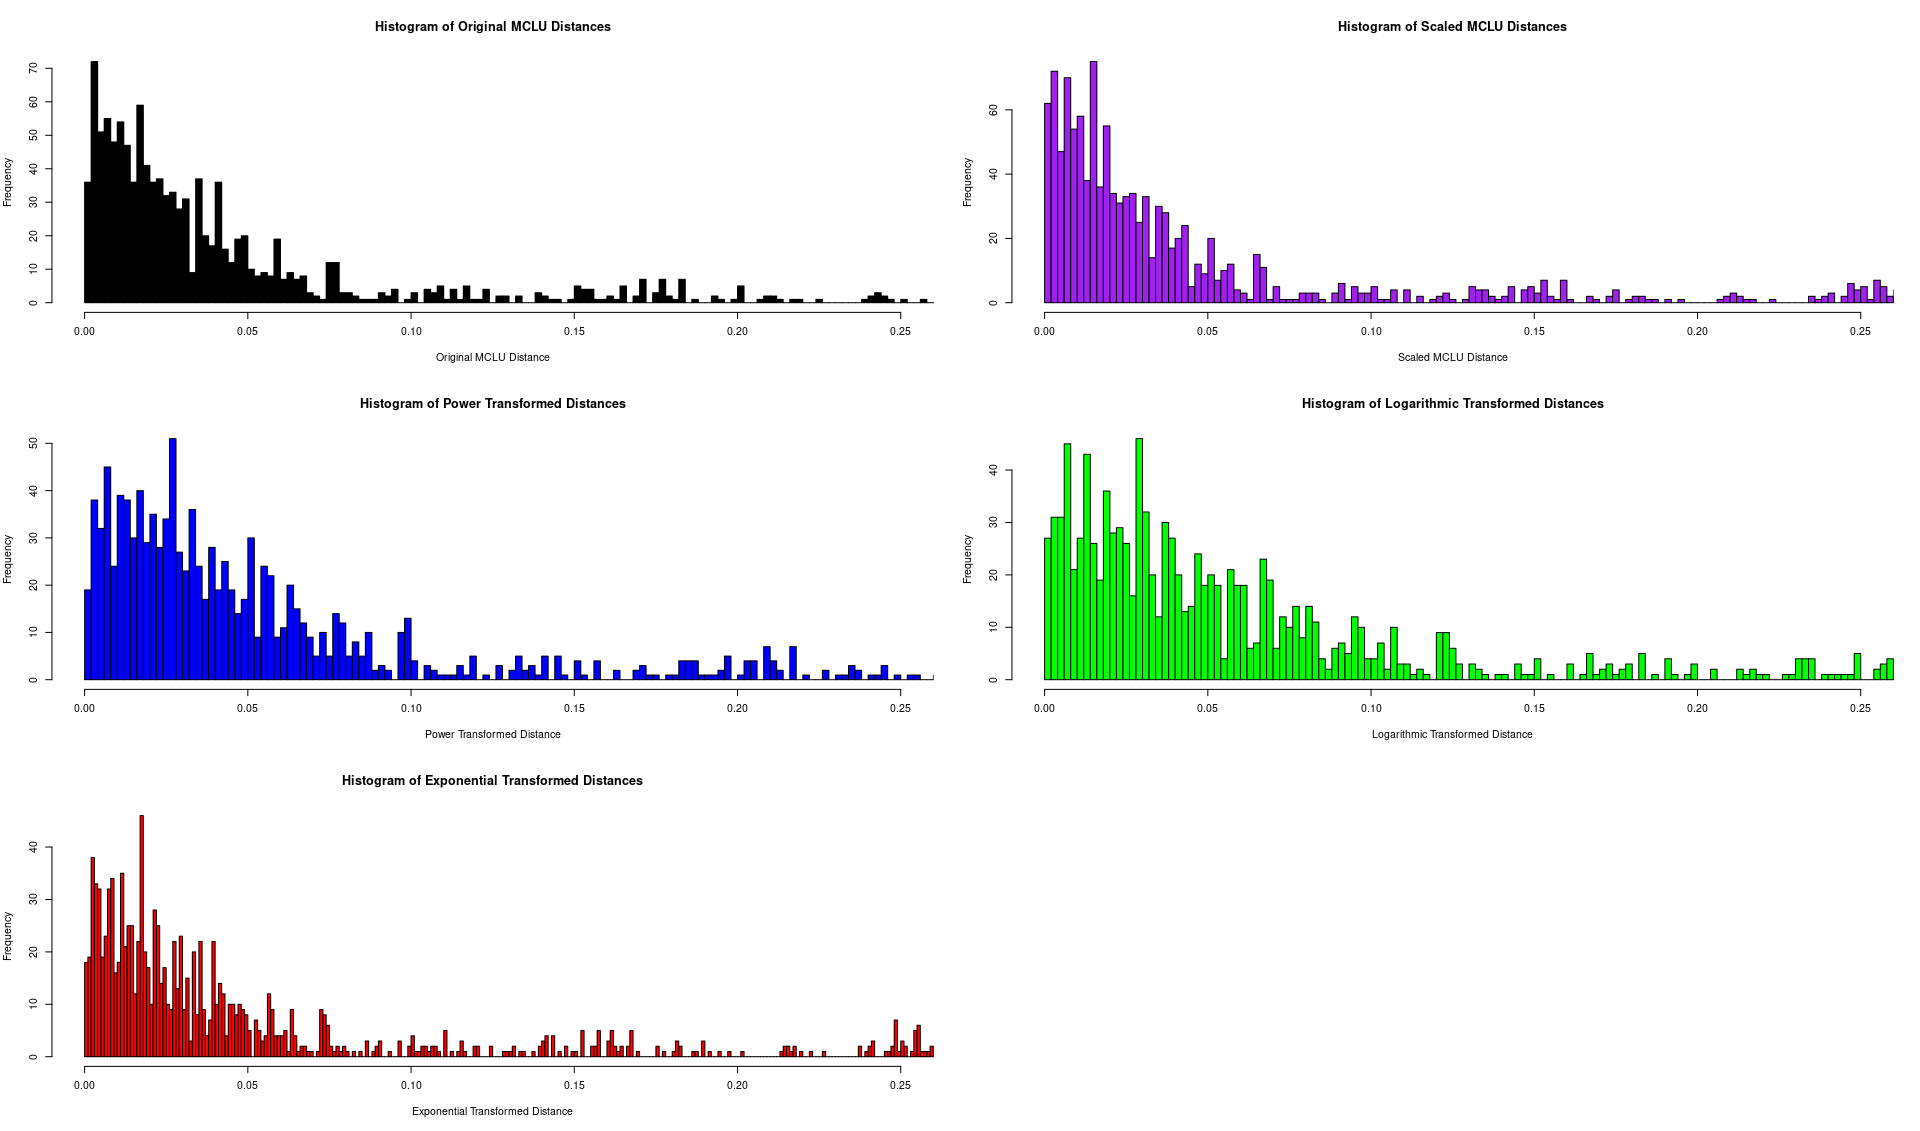 Histogram of Original MCLU Distances
Frequency
0 10 20 30 40 50 60 70
0.00 0.05 0.10 0.15 0.20 0.25
Original MCLU Distance
Histogram of Scaled MCLU Distances
Frequency
0 20 40 60
0.00 0.05 0.10 0.15 0.20 0.25
Scaled MCLU Distance
Histogram of Power Transformed Distances
Frequency
0 10 20 30 40 50
0.00 0.05 0.10 0.15 0.20 0.25
Power Transformed Distance
Histogram of Logarithmic Transformed Distances
Frequency
0 10 20 30 40
0.00 0.05 0.10 0.15 0.20 0.25
Logarithmic Transformed Distance
Histogram of Exponential Transformed Distances
Frequency
0 10 20 30 40
0.00 0.05 0.10 0.15 0.20 0.25
Exponential Transformed Distance